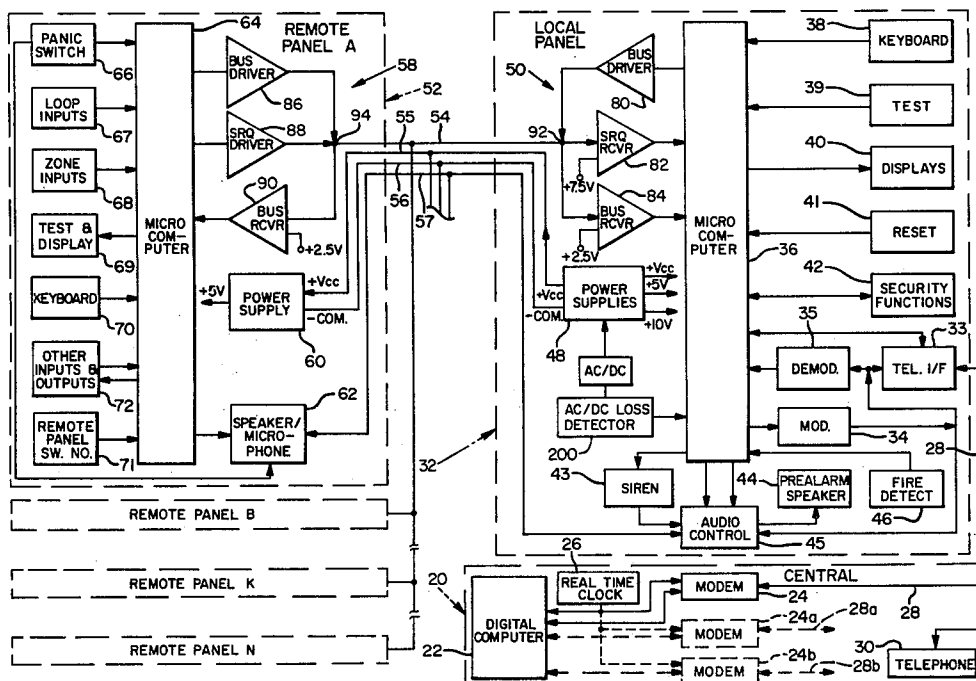 REMOTE
PANEL A
64
PANIC
SWITCH
66
LOOP
INPUTS
67
ZONE
INPUTS
68
TEST &
DISPLAY
69
KEYBOARD
70
OTHER
INPUTS &
OUTPUTS
72
REMOTE
PANEL
SW. NO.
71
MICRO
COM-
PUTER
BUS
DRIVER
86
SRQ
DRIVER
88
90
BUS
RCVR
+2.5V
+5V
POWER
SUPPLY
+Vcc
-COM.
60
62
SPEAKER/
MICRO-
PHONE
58
52
94
55
54
56
57
REMOTE PANEL B
REMOTE PANEL K
REMOTE PANEL N
LOCAL
PANEL
50
BUS
DRIVER
80
92
SRQ
RCVR
82
+7.5V
BUS
RCVR
84
+2.5V
+Vcc
-COM.
POWER
SUPPLIES
+Vcc
+5V
+10V
48
AC/DC
AC/DC LOSS
DETECTOR
200
32
43
SIREN
MICRO
COM-
PUTER
36
38
KEYBOARD
39
TEST
40
DISPLAYS
41
RESET
42
SECURITY
FUNCTIONS
35
33
DEMOD.
TEL. I/F
MOD.
34
28
44
PREALARM
SPEAKER
FIRE
DETECT
46
AUDIO
CONTROL
45
CENTRAL
20
26
REAL TIME
CLOCK
DIGITAL
COMPUTER
22
MODEM
24
28
24a
MODEM
28a
24b
MODEM
28b
30
TELEPHONE